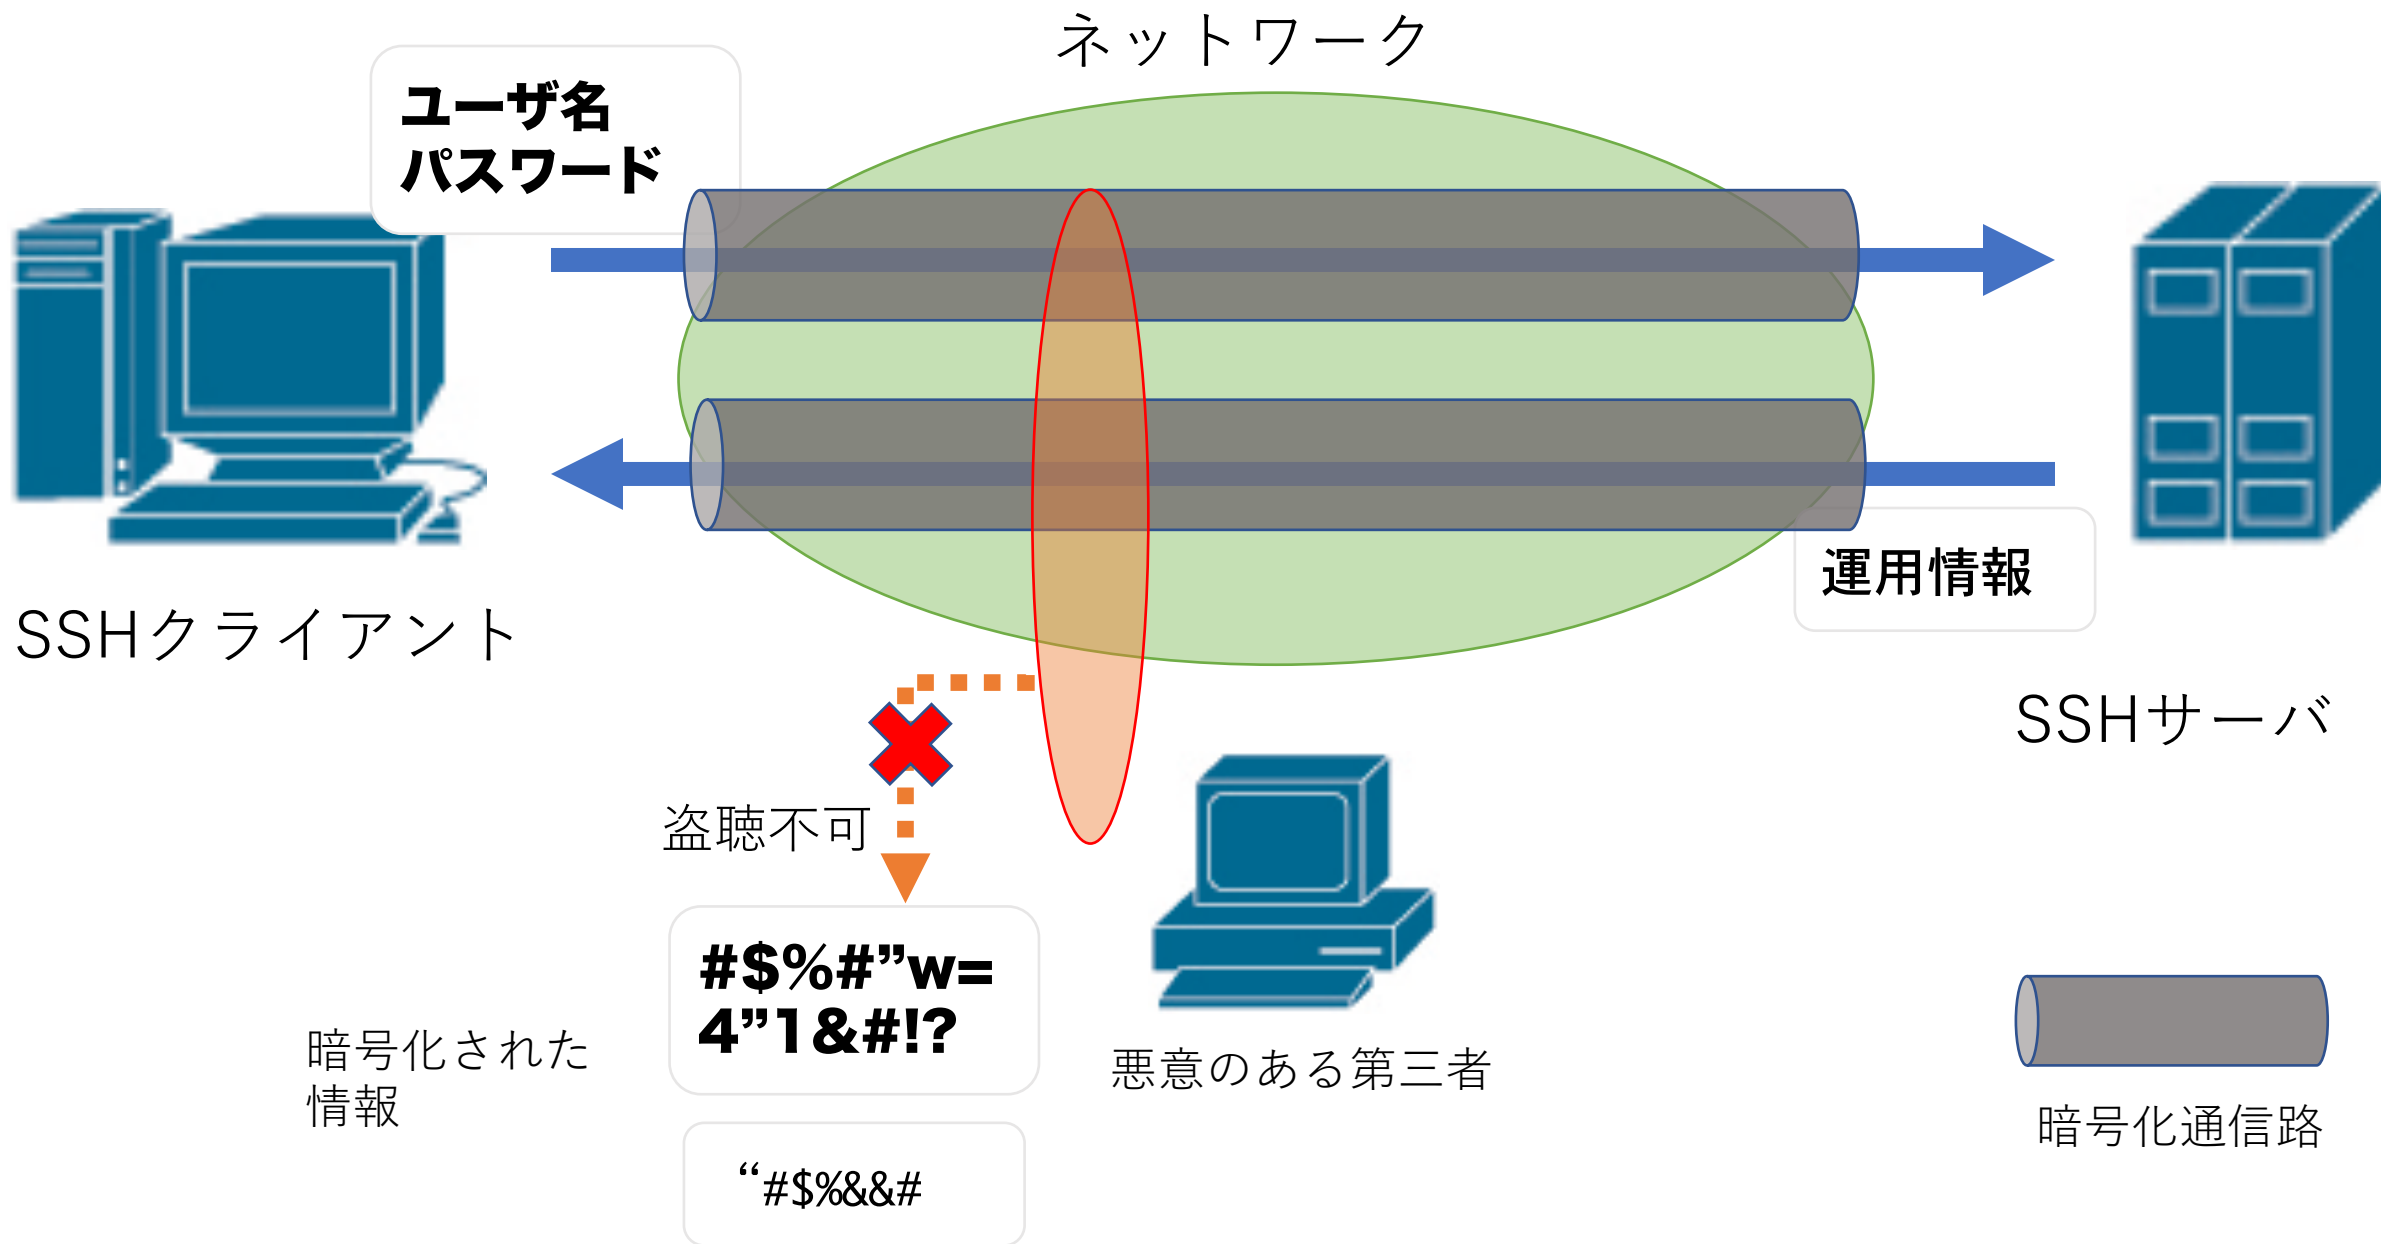 ネットワーク
ユーザ名
パスワード
運用情報
SSHクライアント
SSHサーバ
盗聴不可
#$%#”w=
4”1&#!?
暗号化された
情報
悪意のある第三者
“#$%&&#
暗号化通信路